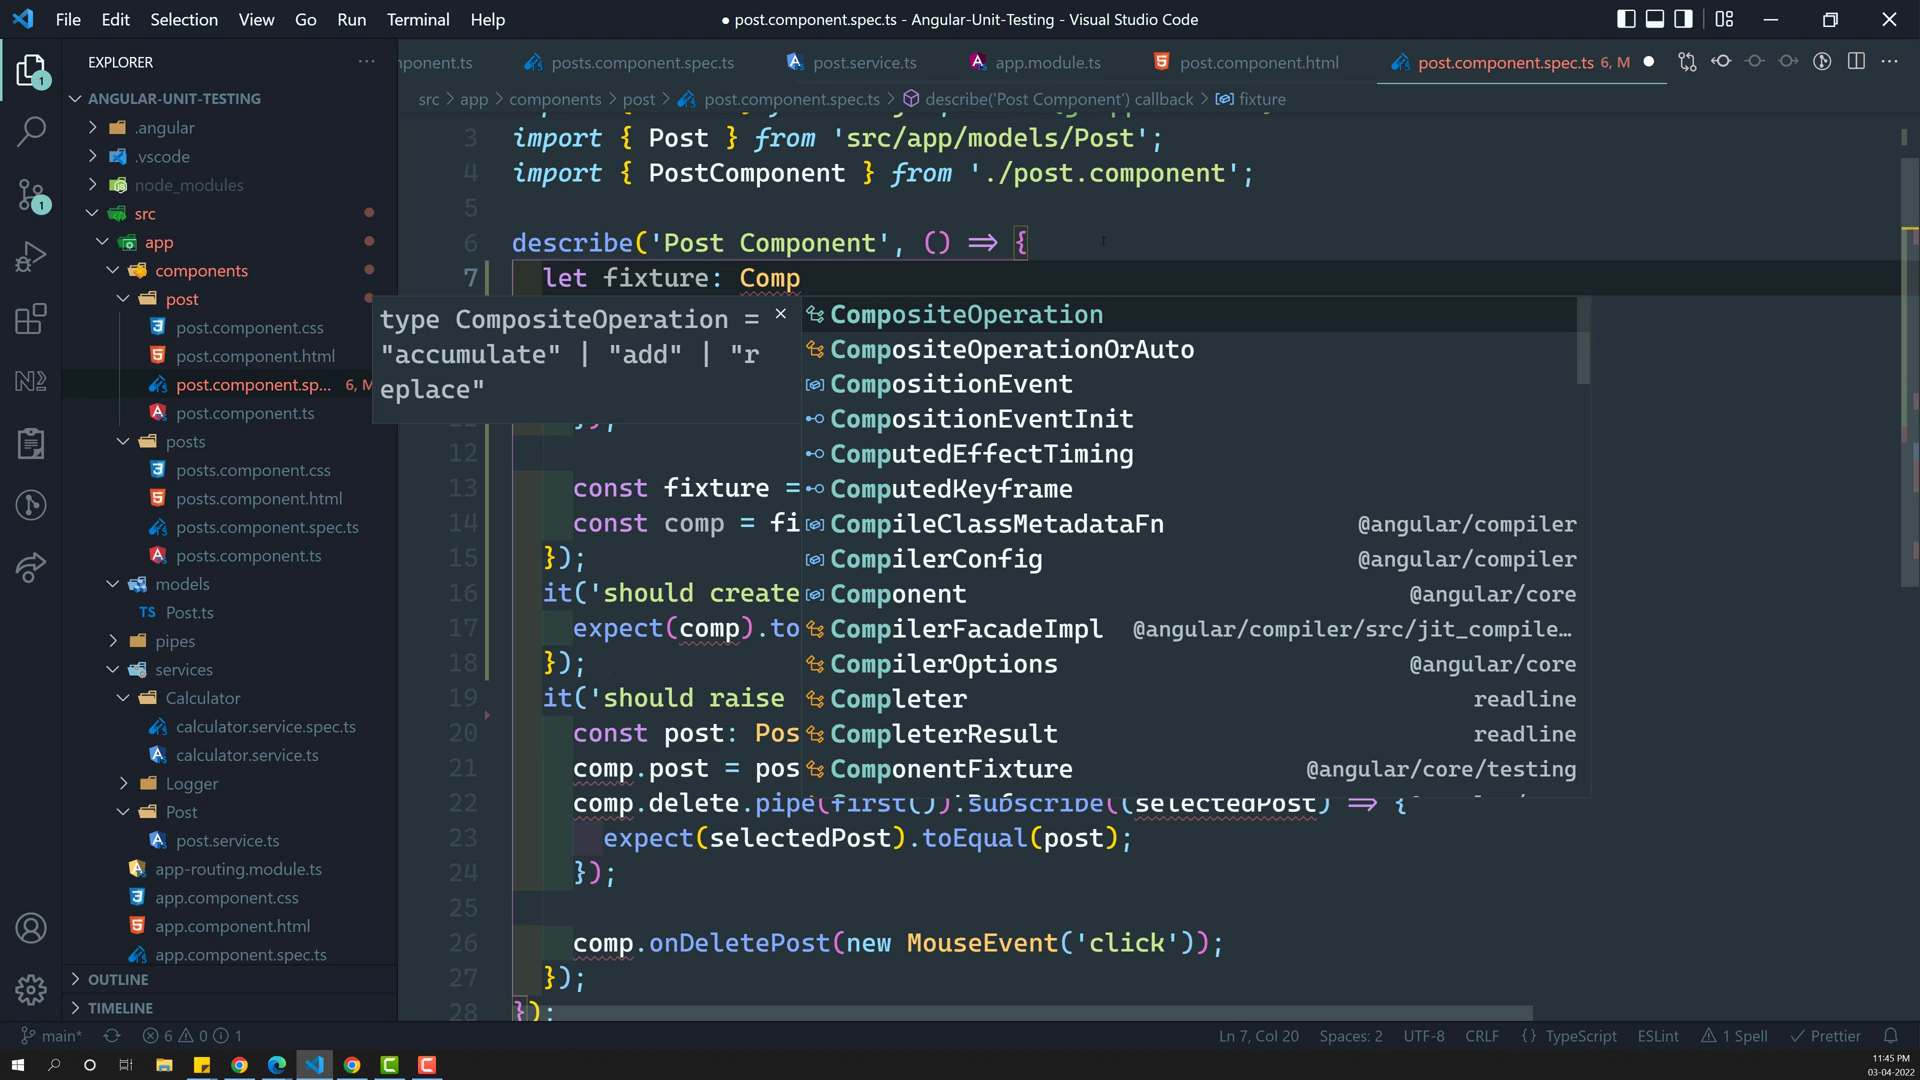 File Edit Selection View Go Run Terminal Help
● post.component.spec.ts - Angular-Unit-Testing - Visual Studio Code
EXPLORER
ponent.ts
posts.component.spec.ts
post.service.ts
app.module.ts
post.component.html
post.component.spec.ts 6, M
src > app > components > post > post.component.spec.ts > describe('Post Component') callback > fixture
ANGULAR-UNIT-TESTING
.angular
.vscode
node_modules
src
app
components
post
post.component.css
post.component.html
post.component.sp... 6, M
post.component.ts
posts
posts.component.css
posts.component.html
posts.component.spec.ts
posts.component.ts
models
TS Post.ts
pipes
services
Calculator
calculator.service.spec.ts
calculator.service.ts
Logger
Post
post.service.ts
app-routing.module.ts
app.component.css
app.component.html
app.component.spec.ts
OUTLINE
TIMELINE
3 import { Post } from 'src/app/models/Post';
4 import { PostComponent } from './post.component';
5
6 describe('Post Component', () => {
7 let fixture: Comp
type CompositeOperation =
"accumulate" | "add" | "r
eplace"
CompositeOperation
CompositeOperationOrAuto
CompositionEvent
CompositionEventInit
ComputedEffectTiming
ComputedKeyframe
CompileClassMetadataFn @angular/compiler
CompilerConfig @angular/compiler
Component @angular/core
CompilerFacadeImpl @angular/compiler/src/jit_compile…
CompilerOptions @angular/core
Completer readline
CompleterResult readline
ComponentFixture @angular/core/testing
12
13 const fixture =
14 const comp = fi
15 });
16 it('should create
17 expect(comp).to
18 });
19 it('should raise
20 const post: Pos
21 comp.post = pos
22 comp.delete.pipe(first()).subscribe((selectedPost) => {
23 expect(selectedPost).toEqual(post);
24 });
25
26 comp.onDeletePost(new MouseEvent('click'));
27 });
28 });
main* 6 0 1
Ln 7, Col 20 Spaces: 2 UTF-8 CRLF {} TypeScript ESLint 1 Spell Prettier
11:45 PM
03-04-2022